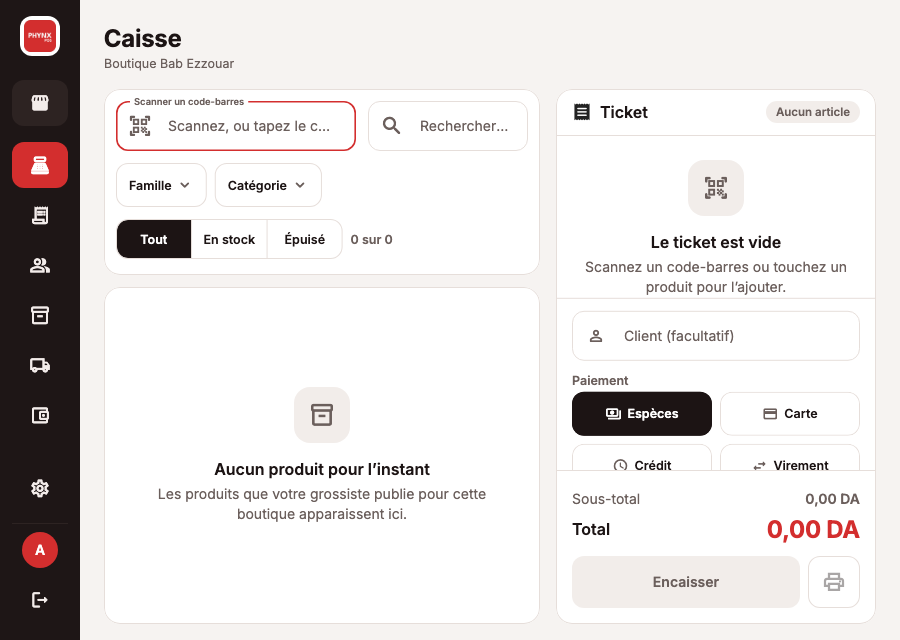 PHYNX
POS
Caisse
Boutique Bab Ezzouar
Scanner un code-barres
Scannez, ou tapez le c...
Rechercher...
Famille
Catégorie
Tout
En stock
Épuisé
0 sur 0
Aucun produit pour l’instant
Les produits que votre grossiste publie pour cette
boutique apparaissent ici.
Ticket
Aucun article
Le ticket est vide
Scannez un code-barres ou touchez un
produit pour l’ajouter.
Client (facultatif)
Paiement
Espèces
Carte
Crédit
Virement
Sous-total
0,00 DA
Total
0,00 DA
Encaisser
A